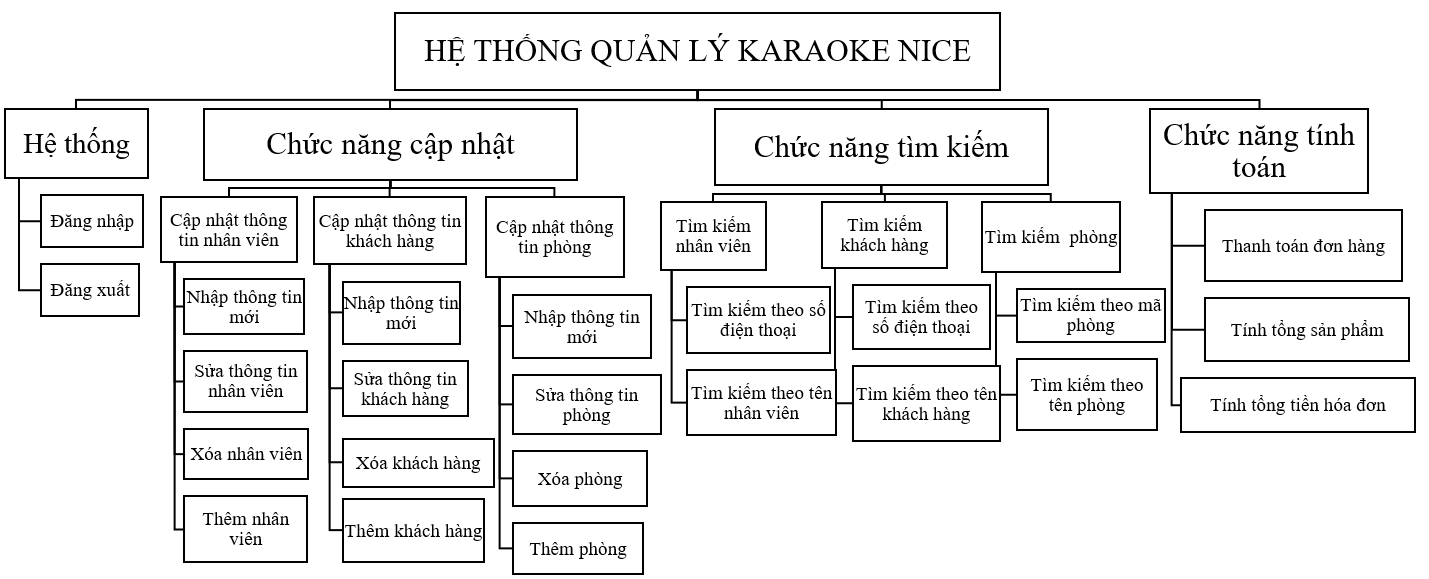 HỆ THỐNG QUẢN LÝ KARAOKE NICE
Hệ thống
Đăng nhập
Đăng xuất
Chức năng cập nhật
Cập nhật thông
tin nhân viên
Nhập thông tin
mới
Sửa thông tin
nhân viên
Xóa nhân viên
Thêm nhân
viên
Cập nhật thông tin
khách hàng
Nhập thông tin
mới
Sửa thông tin
khách hàng
Xóa khách hàng
Thêm khách hàng
Cập nhật thông
tin phòng
Nhập thông tin
mới
Sửa thông tin
phòng
Xóa phòng
Thêm phòng
Chức năng tìm kiếm
Tìm kiếm
nhân viên
Tìm kiếm theo số
điện thoại
Tìm kiếm theo tên
nhân viên
Tìm kiếm
khách hàng
Tìm kiếm theo
số điện thoại
Tìm kiếm theo tên
khách hàng
Tìm kiếm  phòng
Tìm kiếm theo mã
phòng
Tìm kiếm theo
tên phòng
Chức năng tính
toán
Thanh toán đơn hàng
Tính tổng sản phẩm
Tính tổng tiền hóa đơn